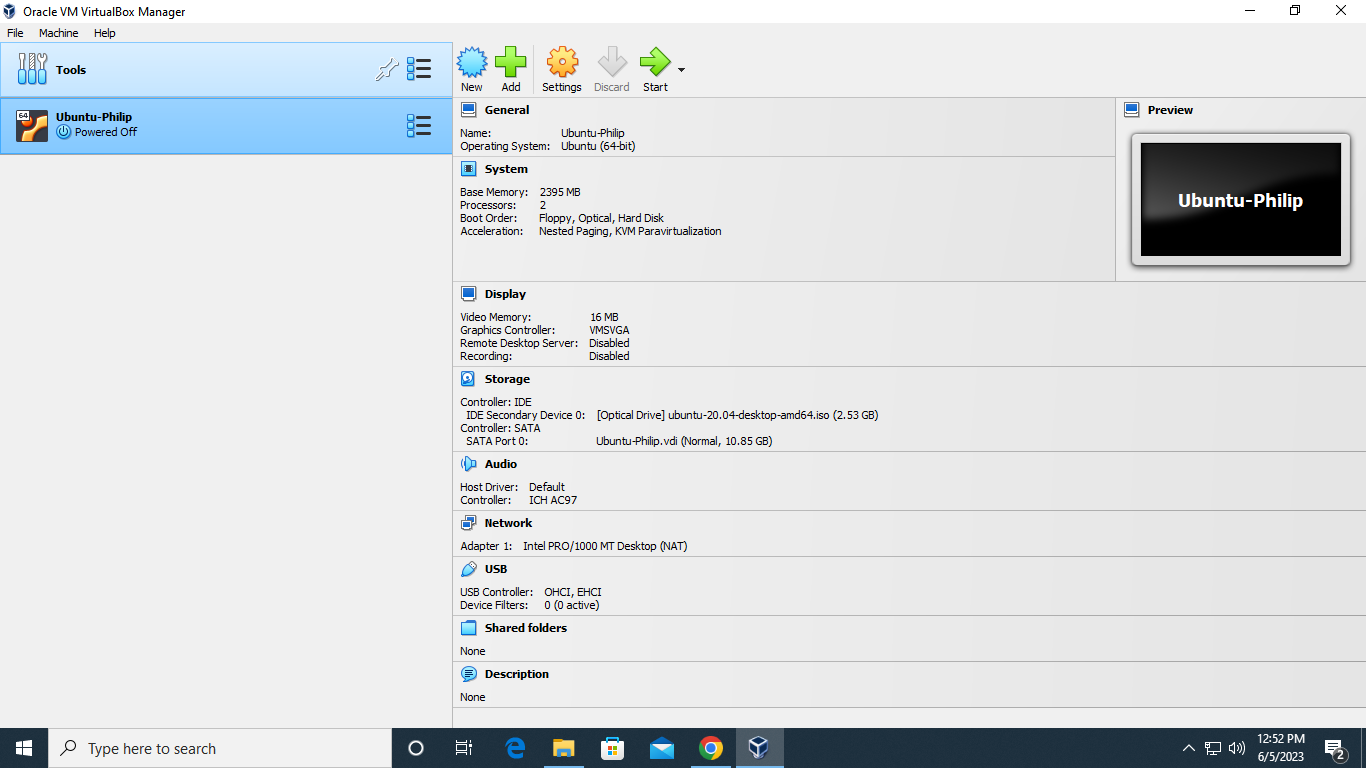 Oracle VM VirtualBox Manager
File Machine Help
Tools
New Add Settings Discard Start
64
Ubuntu-Philip
Powered Off
General
Name: Ubuntu-Philip
Operating System: Ubuntu (64-bit)
Preview
Ubuntu-Philip
System
Base Memory: 2395 MB
Processors: 2
Boot Order: Floppy, Optical, Hard Disk
Acceleration: Nested Paging, KVM Paravirtualization
Display
Video Memory: 16 MB
Graphics Controller: VMSVGA
Remote Desktop Server: Disabled
Recording: Disabled
Storage
Controller: IDE
IDE Secondary Device 0: [Optical Drive] ubuntu-20.04-desktop-amd64.iso (2.53 GB)
Controller: SATA
SATA Port 0: Ubuntu-Philip.vdi (Normal, 10.85 GB)
Audio
Host Driver: Default
Controller: ICH AC97
Network
Adapter 1: Intel PRO/1000 MT Desktop (NAT)
USB
USB Controller: OHCI, EHCI
Device Filters: 0 (0 active)
Shared folders
None
Description
None
Type here to search
12:52 PM
6/5/2023
2